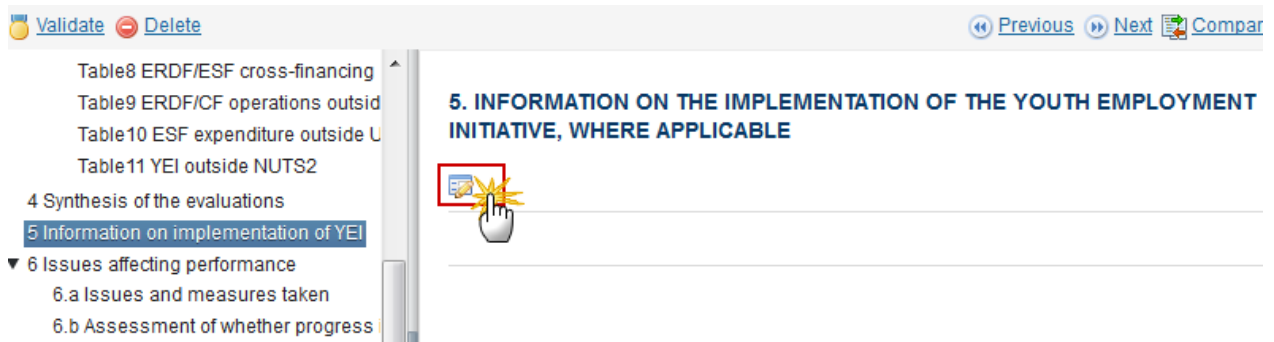 Validate Delete Previous Next Compar
Table8 ERDF/ESF cross-financing
Table9 ERDF/CF operations outsid
Table10 ESF expenditure outside U
Table11 YEI outside NUTS2
4 Synthesis of the evaluations
5 Information on implementation of YEI
6 Issues affecting performance
6.a Issues and measures taken
6.b Assessment of whether progress i
5. INFORMATION ON THE IMPLEMENTATION OF THE YOUTH EMPLOYMENT
INITIATIVE, WHERE APPLICABLE